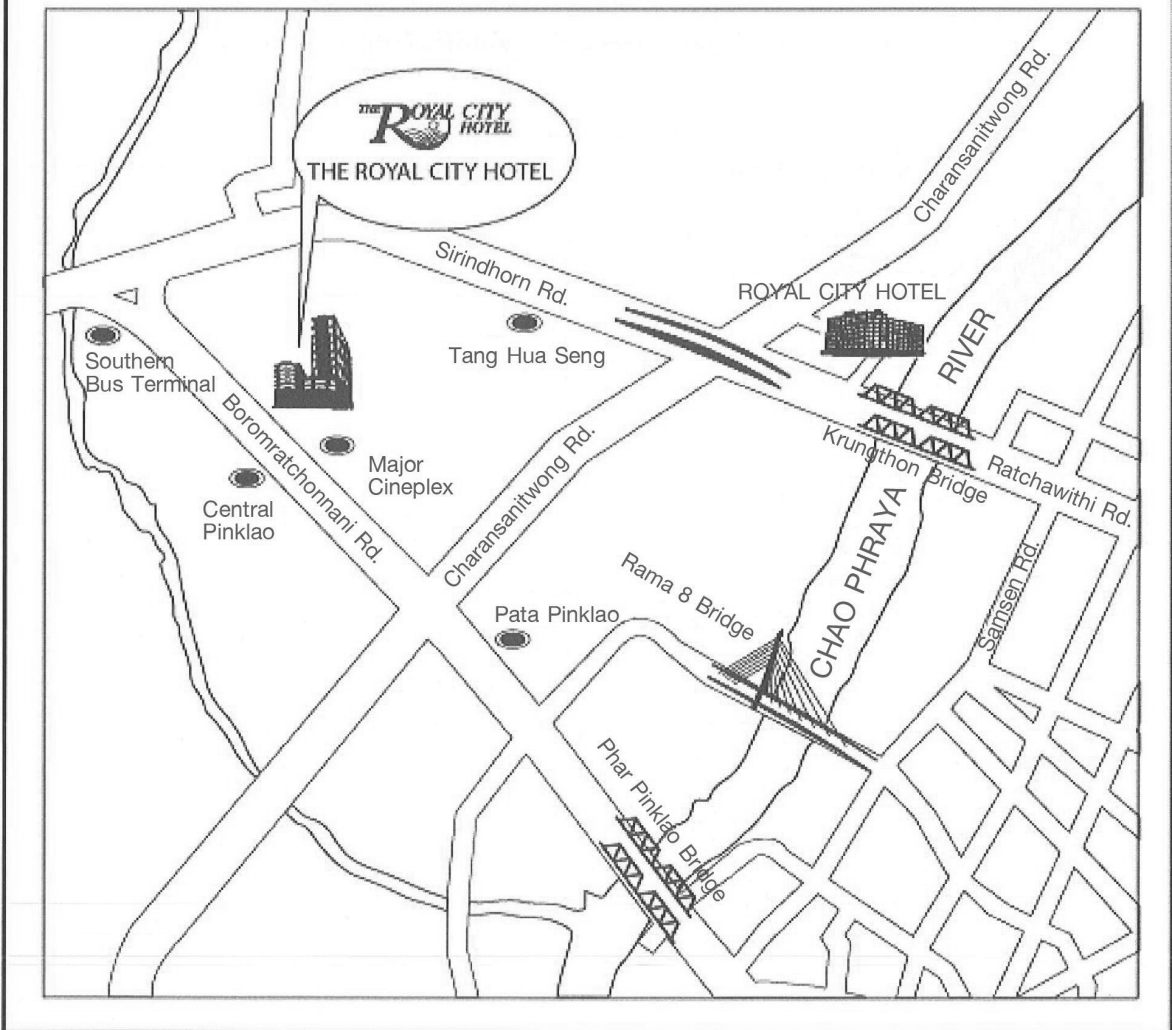 THE ROYAL CITY
HOTEL
THE ROYAL CITY HOTEL
Charansanitwong Rd.
Sirindhorn Rd.
ROYAL CITY HOTEL
RIVER
Southern
Bus Terminal
Tang Hua Seng
Boromratchonnani Rd.
Major
Cineplex
Central
Pinklao
Charansanitwong Rd.
Krungthon Bridge
Ratchawithi Rd.
CHAO PHRAYA
Samsen Rd.
Rama 8 Bridge
Pata Pinklao
Phar Pinklao Bridge